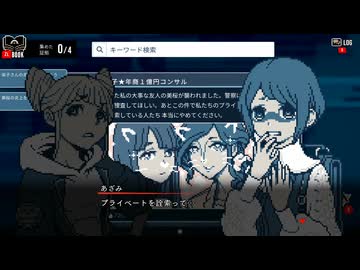 BOOK
集めた
証拠
0/4
キーワード検索
LOG
子★年商1億円コンサル
た私の大事な友人の美桜が襲われました。警察に
捜査してほしい。あとこの件で私たちのプライ
索している人たち 本当にやめてください。
あざみ
プライベートを詮索って…